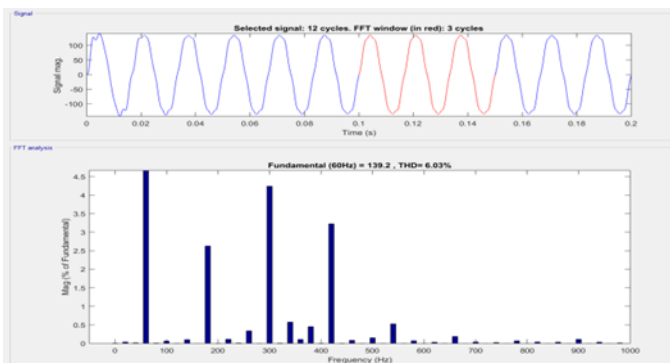 Signal
Selected signal: 12 cycles. FFT window (in red): 3 cycles
Signal mag.
100
50
0
-50
-100
0 0.02 0.04 0.06 0.08 0.1 0.12 0.14 0.16 0.18 0.2
Time (s)
FFT analysis
Fundamental (60Hz) = 139.2 , THD= 6.03%
Mag (% of Fundamental)
4.5
4
3.5
3
2.5
2
1.5
1
0.5
0
0 100 200 300 400 500 600 700 800 900 1000
Frequency (Hz)